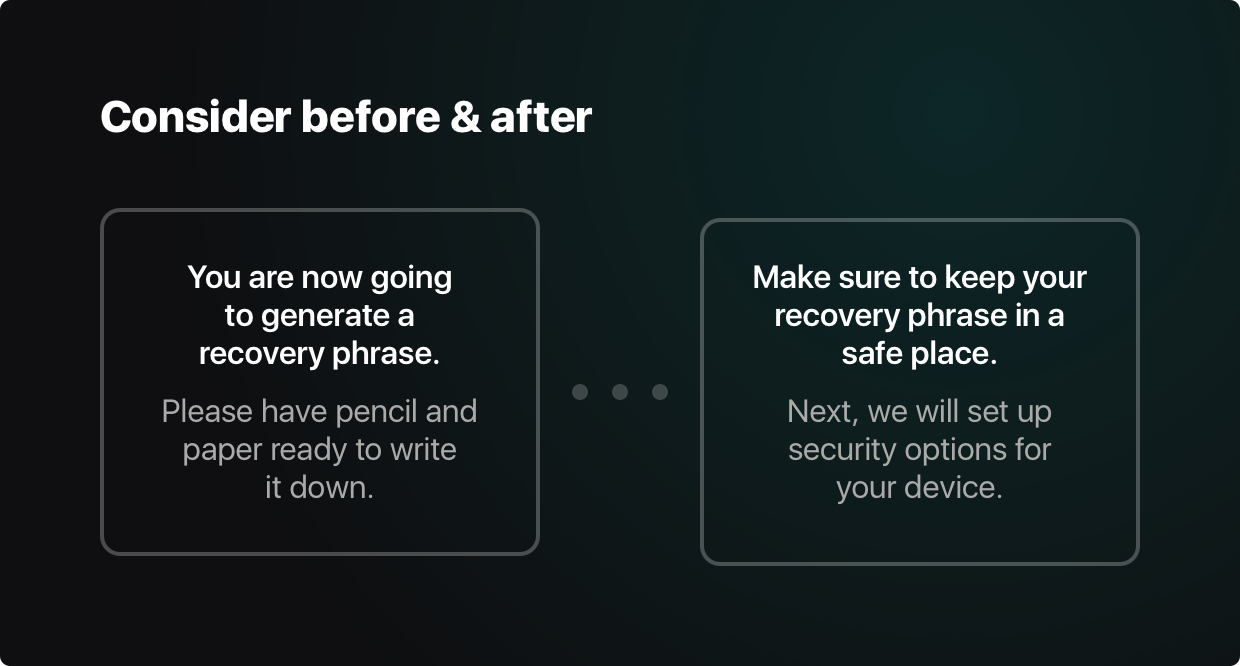 Consider before & after
You are now going
to generate a
recovery phrase.
Please have pencil and
paper ready to write
it down.
Make sure to keep your
recovery phrase in a
safe place.
Next, we will set up
security options for
your device.